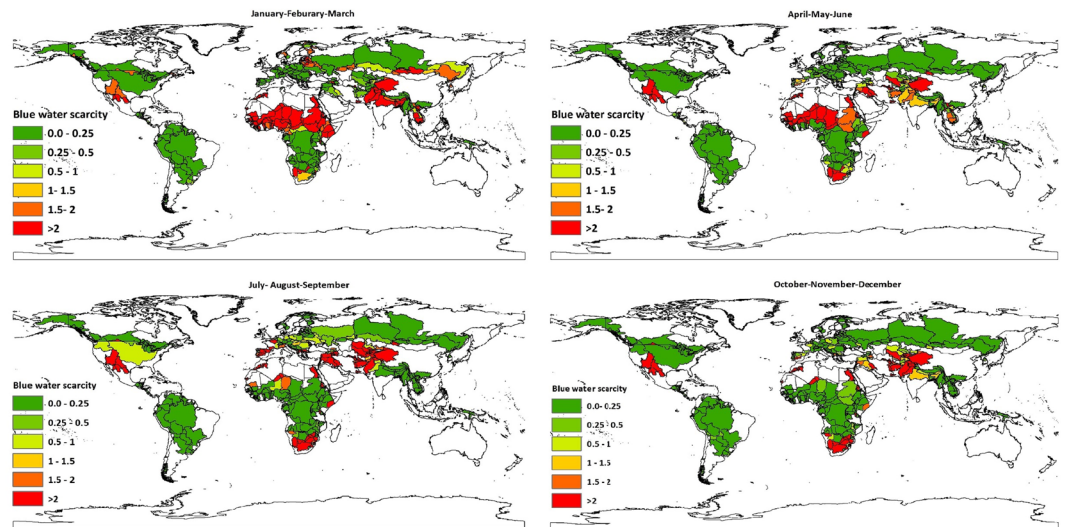 January-Feburary-March
Blue water scarcity
0.0 - 0.25
0.25 - 0.5
0.5 - 1
1- 1.5
1.5- 2
>2
April-May-June
Blue water scarcity
0.0 - 0.25
0.25 - 0.5
0.5 - 1
1 - 1.5
1.5- 2
>2
July- August-September
Blue water scarcity
0.0 - 0.25
0.25 - 0.5
0.5 - 1
1 - 1.5
1.5 - 2
>2
October-November-December
Blue water scarcity
0.0- 0.25
0.25 - 0.5
0.5 - 1
1 - 1.5
1.5 - 2
>2